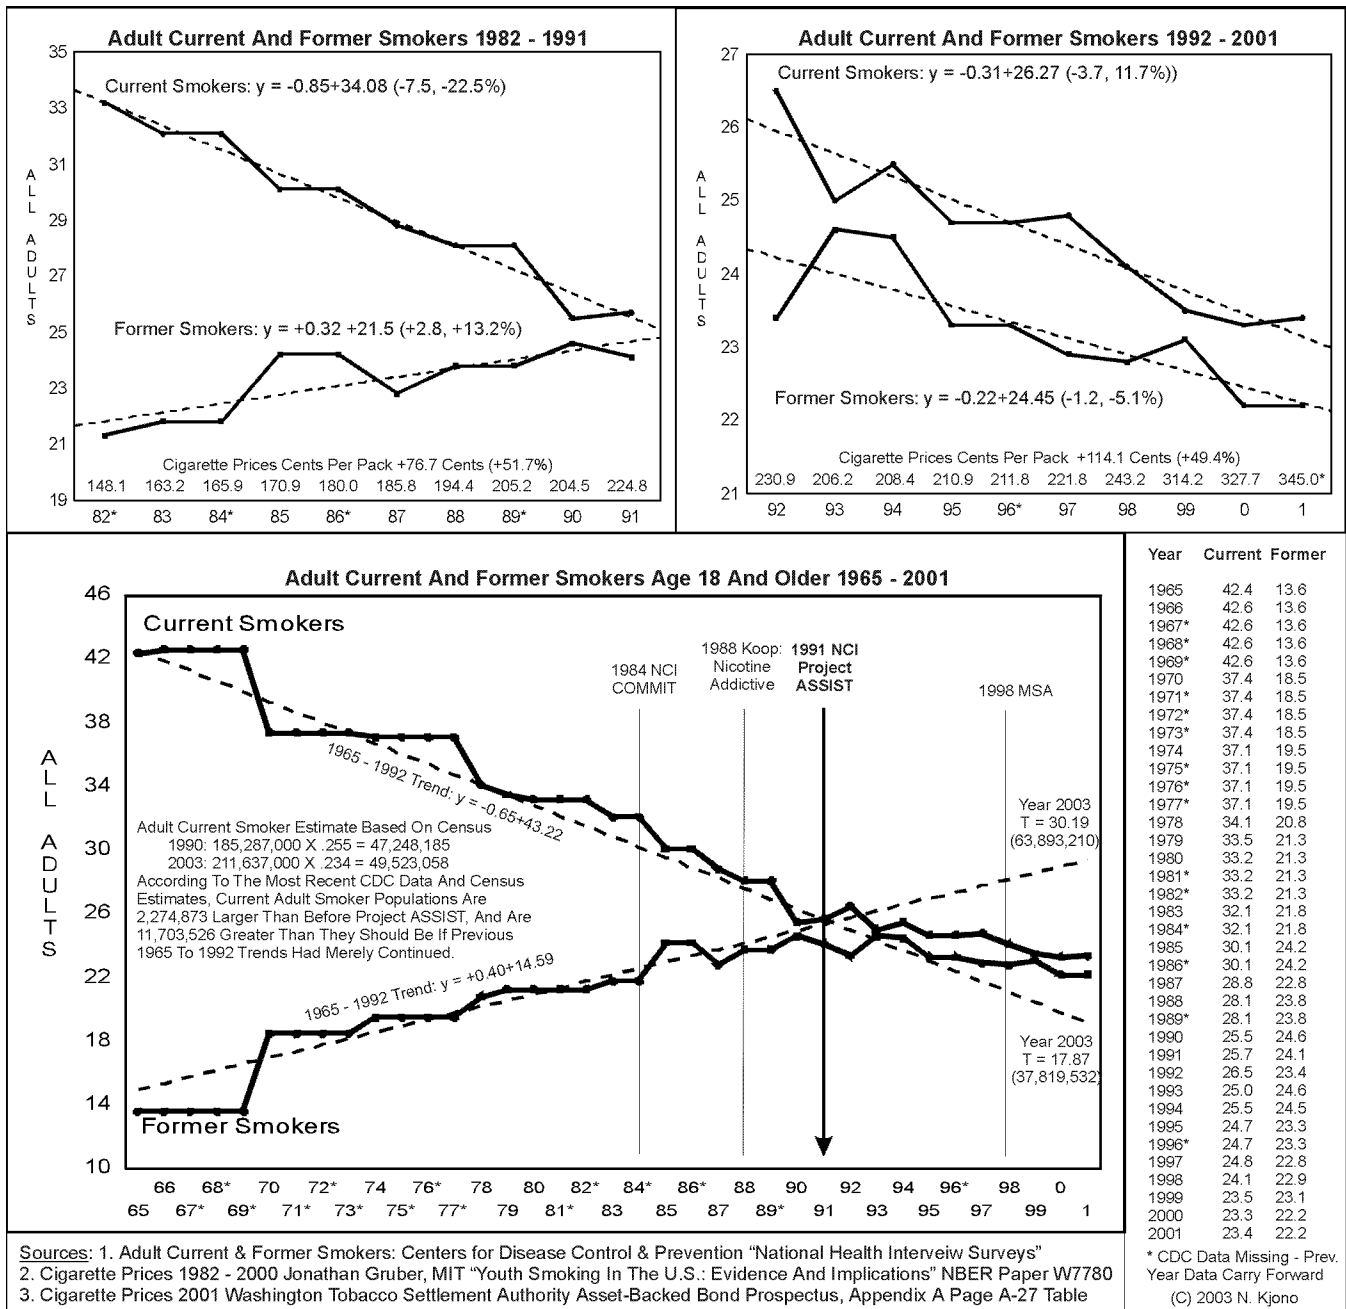 Adult Current And Former Smokers 1982 - 1991
35
33
31
29
27
25
23
21
19
ALL ADULTS
Current Smokers: y = -0.85+34.08 (-7.5, -22.5%)
Former Smokers: y = +0.32 +21.5 (+2.8, +13.2%)
Cigarette Prices Cents Per Pack +76.7 Cents (+51.7%)
148.1 163.2 165.9 170.9 180.0 185.8 194.4 205.2 204.5 224.8
82* 83 84* 85 86* 87 88 89* 90 91
Adult Current And Former Smokers 1992 - 2001
27
26
25
24
23
22
21
ALL ADULTS
Current Smokers: y = -0.31+26.27 (-3.7, 11.7%))
Former Smokers: y = -0.22+24.45 (-1.2, -5.1%)
Cigarette Prices Cents Per Pack +114.1 Cents (+49.4%)
230.9 206.2 208.4 210.9 211.8 221.8 243.2 314.2 327.7 345.0*
92 93 94 95 96* 97 98 99 0 1
Adult Current And Former Smokers Age 18 And Older 1965 - 2001
46
42
38
34
30
26
22
18
14
10
ALL ADULTS
Current Smokers
1984 NCI
COMMIT
1988 Koop:
Nicotine
Addictive
1991 NCI
Project
ASSIST
1998 MSA
1965 - 1992 Trend: y = -0.65+43.22
Year 2003
T = 30.19
(63,893,210)
Adult Current Smoker Estimate Based On Census
1990: 185,287,000 X .255 = 47,248,185
2003: 211,637,000 X .234 = 49,523,058
According To The Most Recent CDC Data And Census
Estimates, Current Adult Smoker Populations Are
2,274,873 Larger Than Before Project ASSIST, And Are
11,703,526 Greater Than They Should Be If Previous
1965 To 1992 Trends Had Merely Continued.
1965 - 1992 Trend: y = +0.40+14.59
Year 2003
T = 17.87
(37,819,532)
Former Smokers
66 68* 70 72* 74 76* 78 80 82* 84* 86* 88 90 92 94 96* 98 0
65 67* 69* 71* 73* 75* 77* 79 81* 83 85 87 89* 91 93 95 97 99 1
Year Current Former
1965 42.4 13.6
1966 42.6 13.6
1967* 42.6 13.6
1968* 42.6 13.6
1969* 42.6 13.6
1970 37.4 18.5
1971* 37.4 18.5
1972* 37.4 18.5
1973* 37.4 18.5
1974 37.1 19.5
1975* 37.1 19.5
1976* 37.1 19.5
1977* 37.1 19.5
1978 34.1 20.8
1979 33.5 21.3
1980 33.2 21.3
1981* 33.2 21.3
1982* 33.2 21.3
1983 32.1 21.8
1984* 32.1 21.8
1985 30.1 24.2
1986* 30.1 24.2
1987 28.8 22.8
1988 28.1 23.8
1989* 28.1 23.8
1990 25.5 24.6
1991 25.7 24.1
1992 26.5 23.4
1993 25.0 24.6
1994 25.5 24.5
1995 24.7 23.3
1996* 24.7 23.3
1997 24.8 22.8
1998 24.1 22.9
1999 23.5 23.1
2000 23.3 22.2
2001 23.4 22.2
* CDC Data Missing - Prev.
Year Data Carry Forward
(C) 2003 N. Kjono
Sources: 1. Adult Current & Former Smokers: Centers for Disease Control & Prevention "National Health Interveiw Surveys"
2. Cigarette Prices 1982 - 2000 Jonathan Gruber, MIT "Youth Smoking In The U.S.: Evidence And Implications" NBER Paper W7780
3. Cigarette Prices 2001 Washington Tobacco Settlement Authority Asset-Backed Bond Prospectus, Appendix A Page A-27 Table